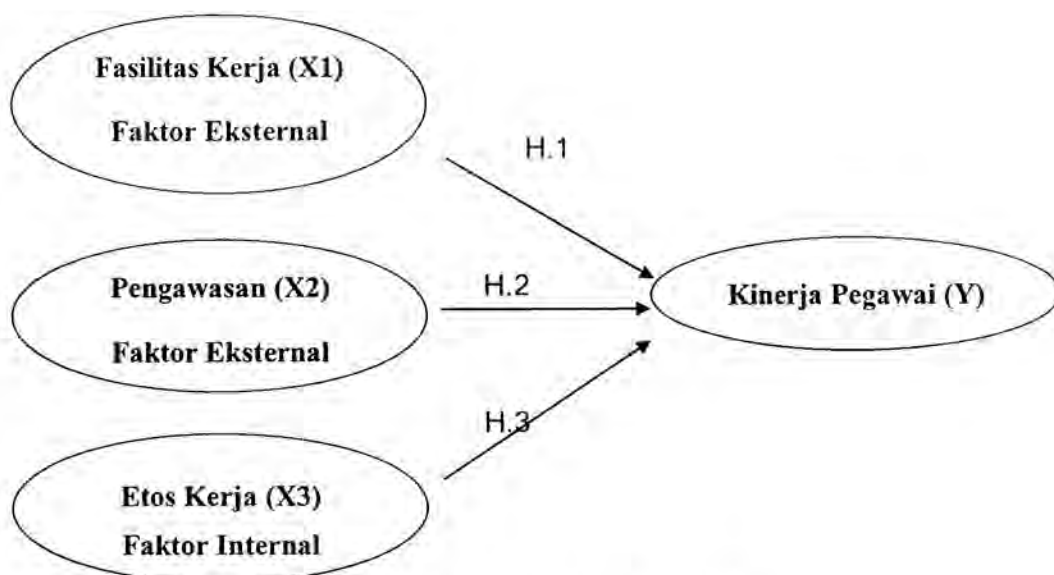 Fasilitas Kerja (X1)
Faktor Eksternal
H.1
Pengawasan (X2)
Faktor Eksternal
H.2
Kinerja Pegawai (Y)
H.3
Etos Kerja (X3)
Faktor Internal